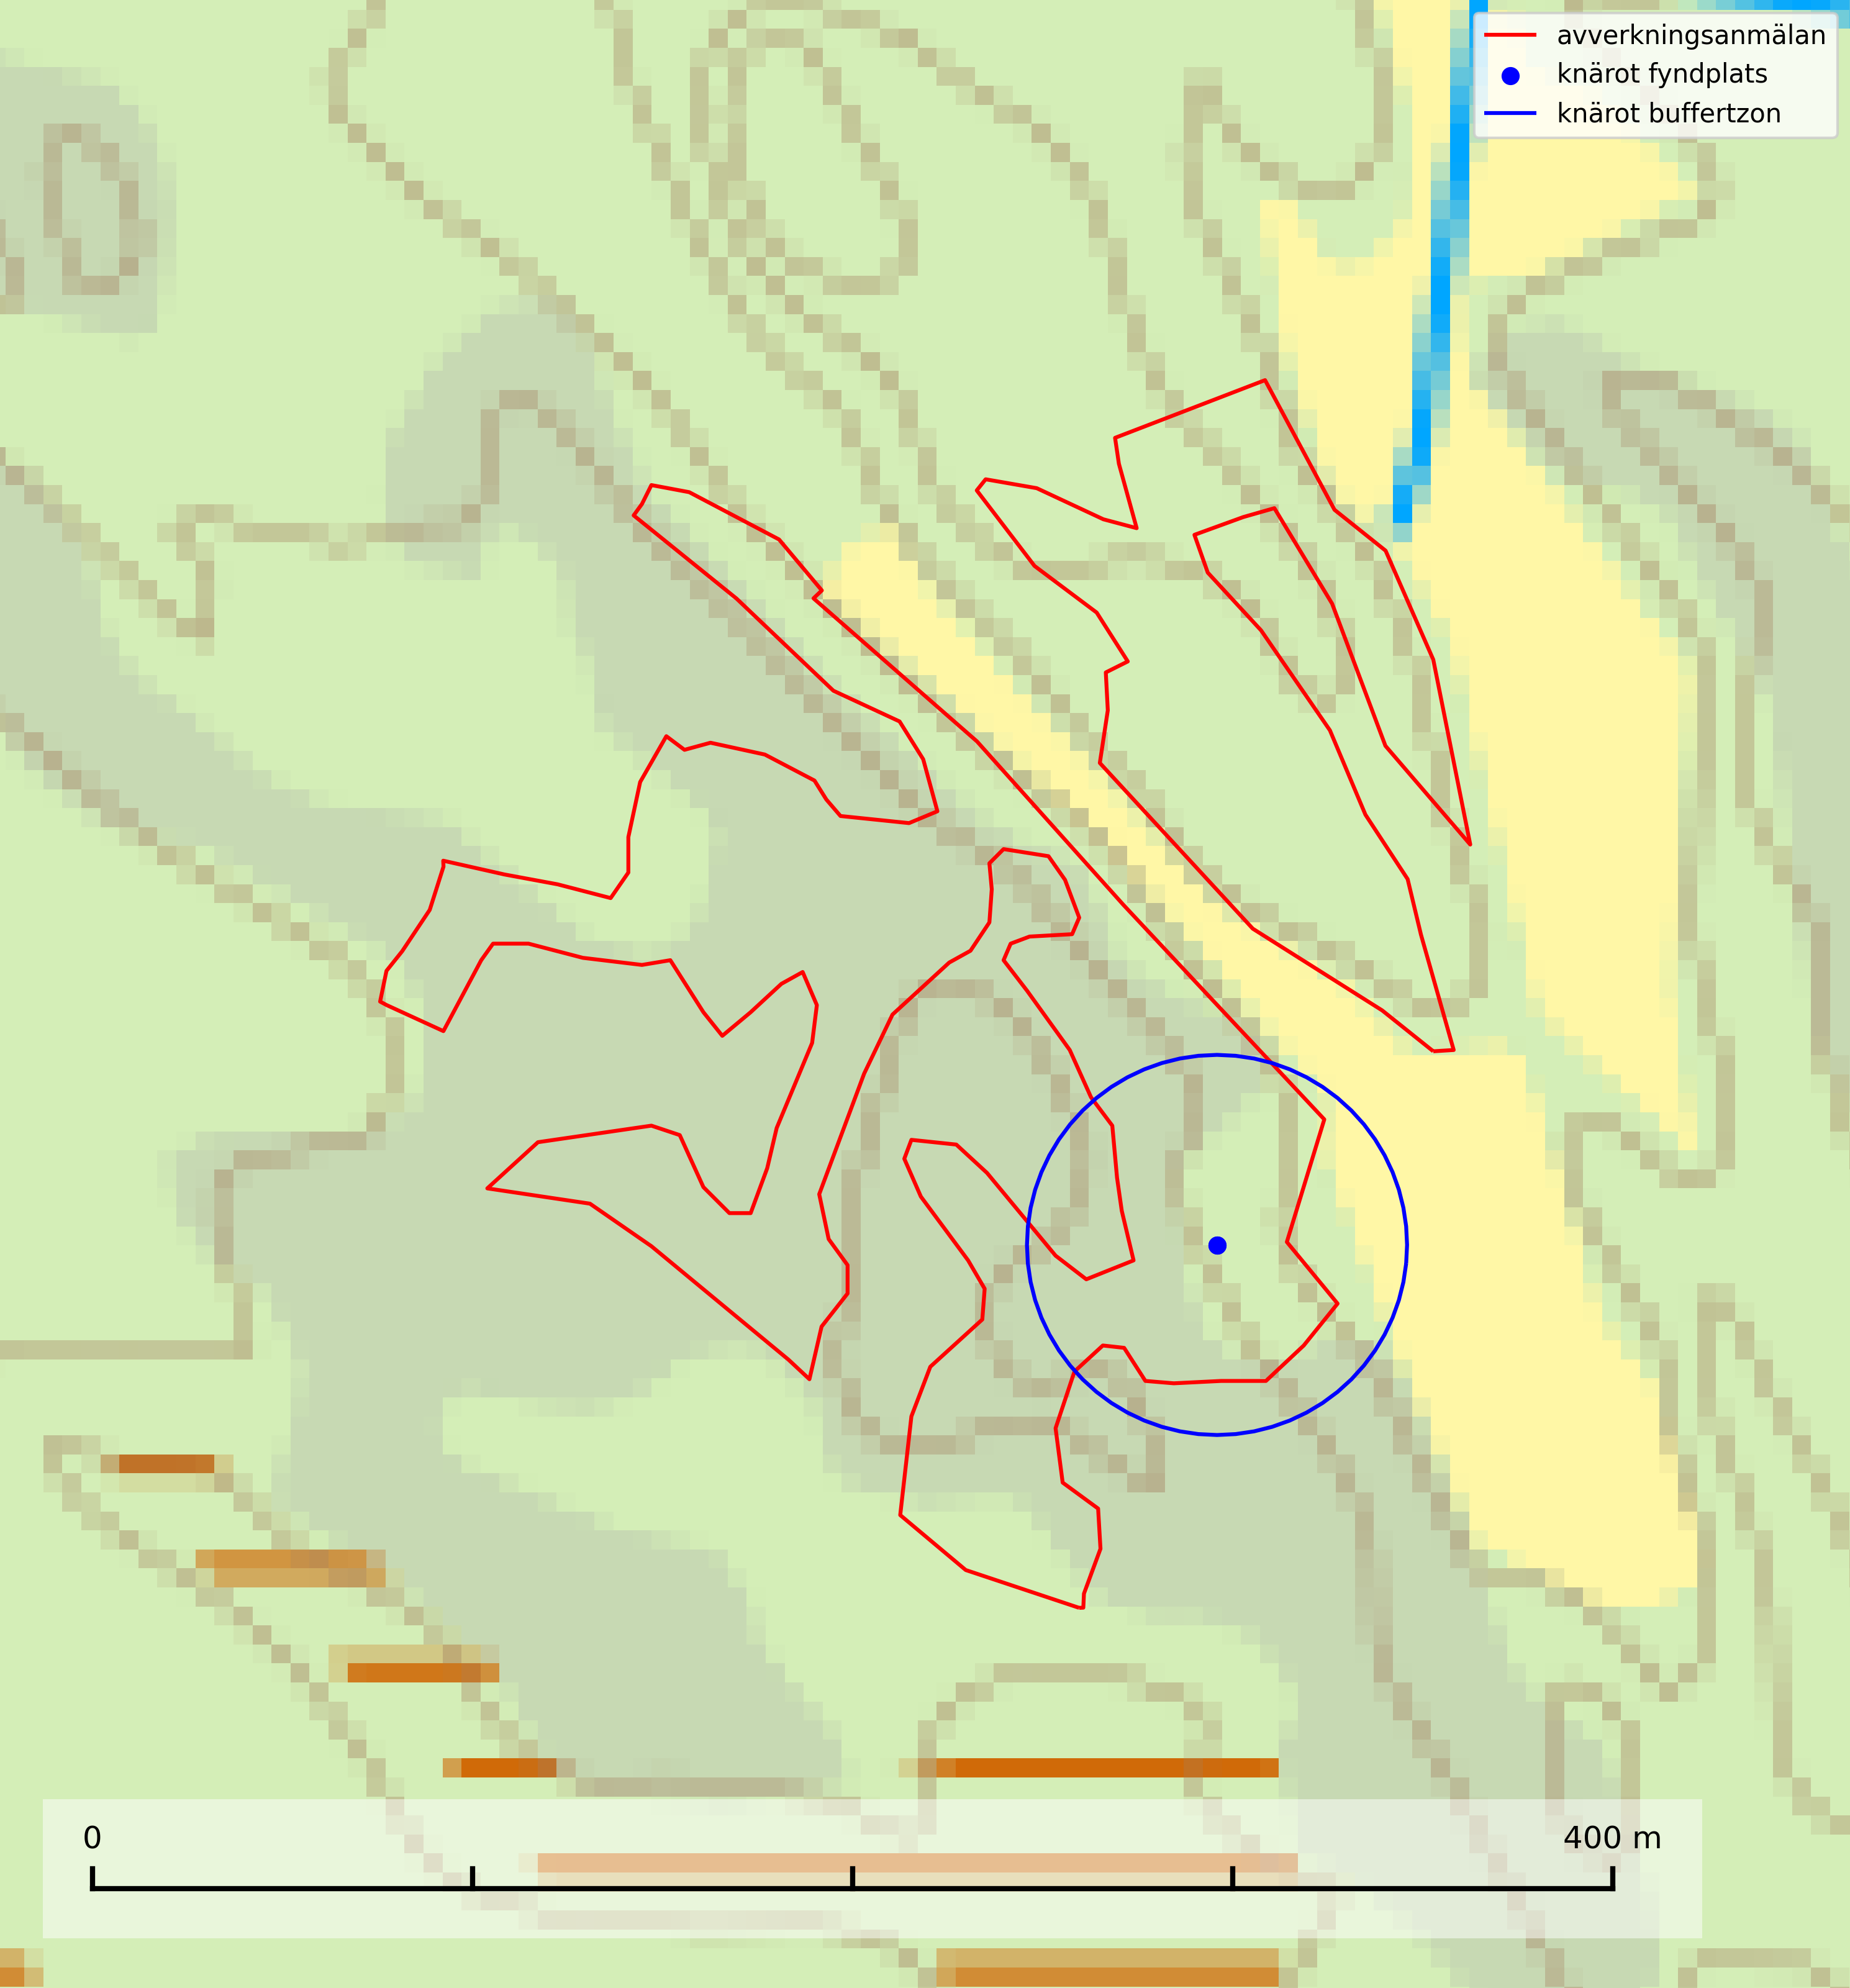 avverkningsanmälan
knärot fyndplats
knärot buffertzon
0
400 m